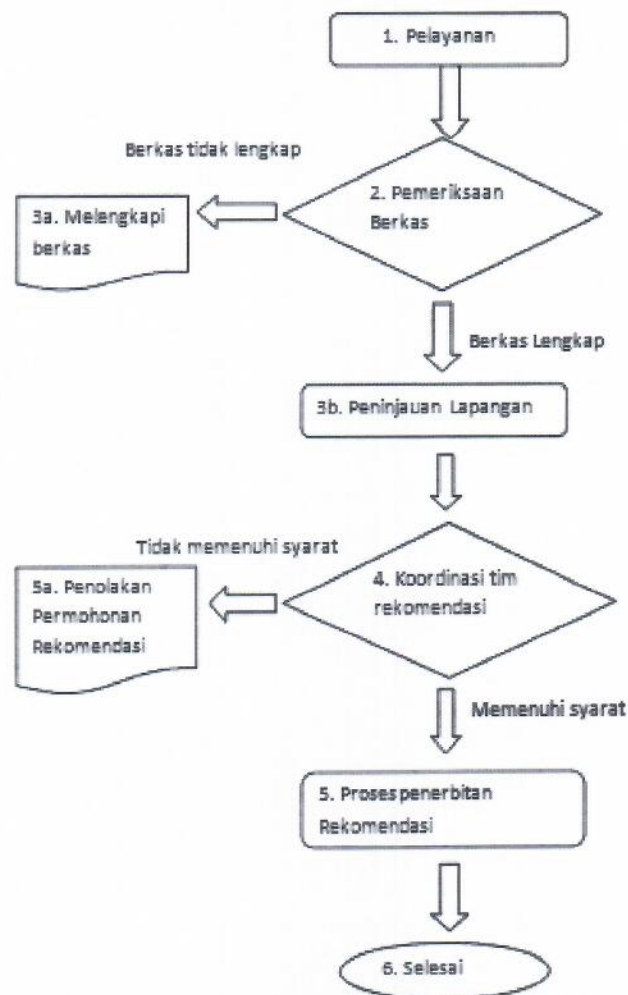 1. Pelayanan
Berkas tidak lengkap
2. Pemeriksaan
Berkas
3a. Melengkapi
berkas
Berkas Lengkap
3b. Peninjauan Lapangan
Tidak memenuhi syarat
4. Koordinasi tim
rekomendasi
5a. Penolakan
Permohonan
Rekomendasi
Memenuhi syarat
5. Proses penerbitan
Rekomendasi
6. Selesai